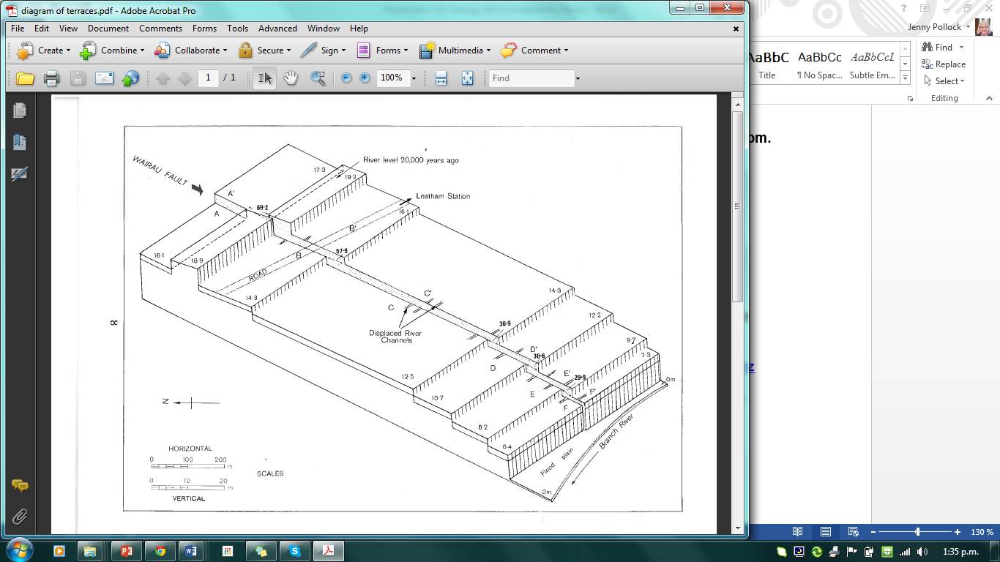 diagram of terraces.pdf - Adobe Acrobat Pro
File Edit View Document Comments Forms Tools Advanced Window Help
Create Combine Collaborate Secure Sign Forms Multimedia Comment
1 / 1 100% Find
Jenny Pollock
AaBbC AaBbCc AaBbCcI
Title ¶ No Spac... Subtle Em...
Find
Replace
Select
Editing
om.
WAIRAU FAULT
River level 20,000 years ago
17·3
19·2
A'
A
69·2
Leatham Station
16·1
B'
B
57·9
16·1
18·9
ROAD
14·3
C'
C
Displaced River
Channels
14·3
36·9
12·2
D'
D
36·6
9·7
7·3
E'
E
29·9
F'
F
0m
12·5
10·7
8·2
6·4
Flood plain
Branch River
0m
8
N
HORIZONTAL
0 100 200
m
SCALES
0 10 20
m
VERTICAL
130 %
1:35 p.m.